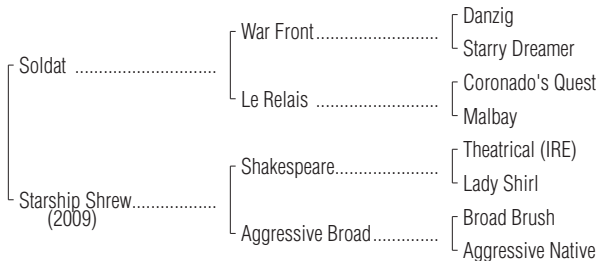 Danzig
War Front
Starry Dreamer
Soldat
Coronado's Quest
Le Relais
Malbay
Theatrical (IRE)
Shakespeare
Lady Shirl
Starship Shrew
(2009)
Broad Brush
Aggressive Broad
Aggressive Native